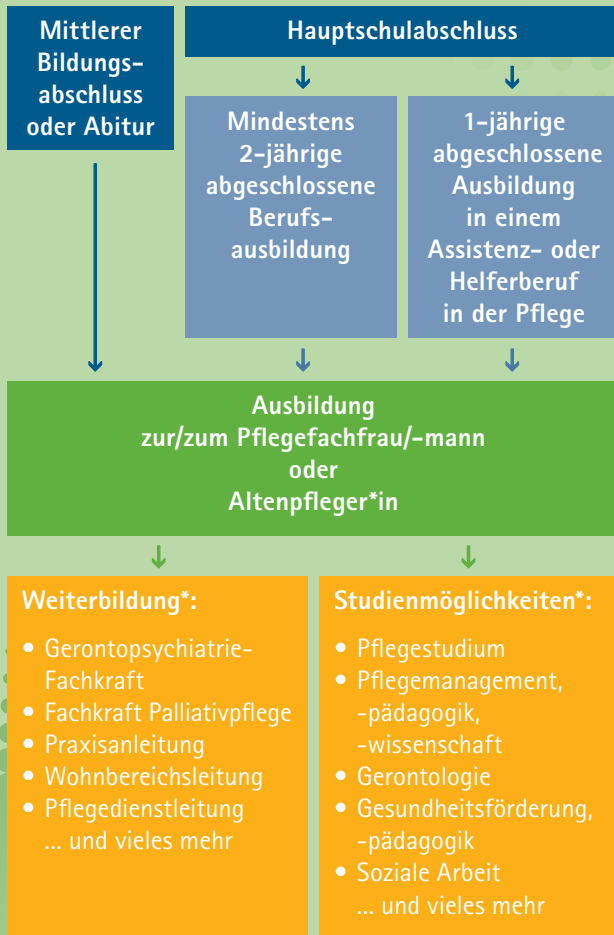 Mittlerer
Bildungs-
abschluss
oder Abitur
Hauptschulabschluss
Mindestens
2-jährige
abgeschlossene
Berufs-
ausbildung
1-jährige
abgeschlossene
Ausbildung
in einem
Assistenz- oder
Helferberuf
in der Pflege
Ausbildung
zur/zum Pflegefachfrau/-mann
oder
Altenpfleger*in
Weiterbildung*:
• Gerontopsychiatrie-
Fachkraft
• Fachkraft Palliativpflege
• Praxisanleitung
• Wohnbereichsleitung
• Pflegedienstleitung
... und vieles mehr
Studienmöglichkeiten*:
• Pflegestudium
• Pflegemanagement,
-pädagogik,
-wissenschaft
• Gerontologie
• Gesundheitsförderung,
-pädagogik
• Soziale Arbeit
... und vieles mehr